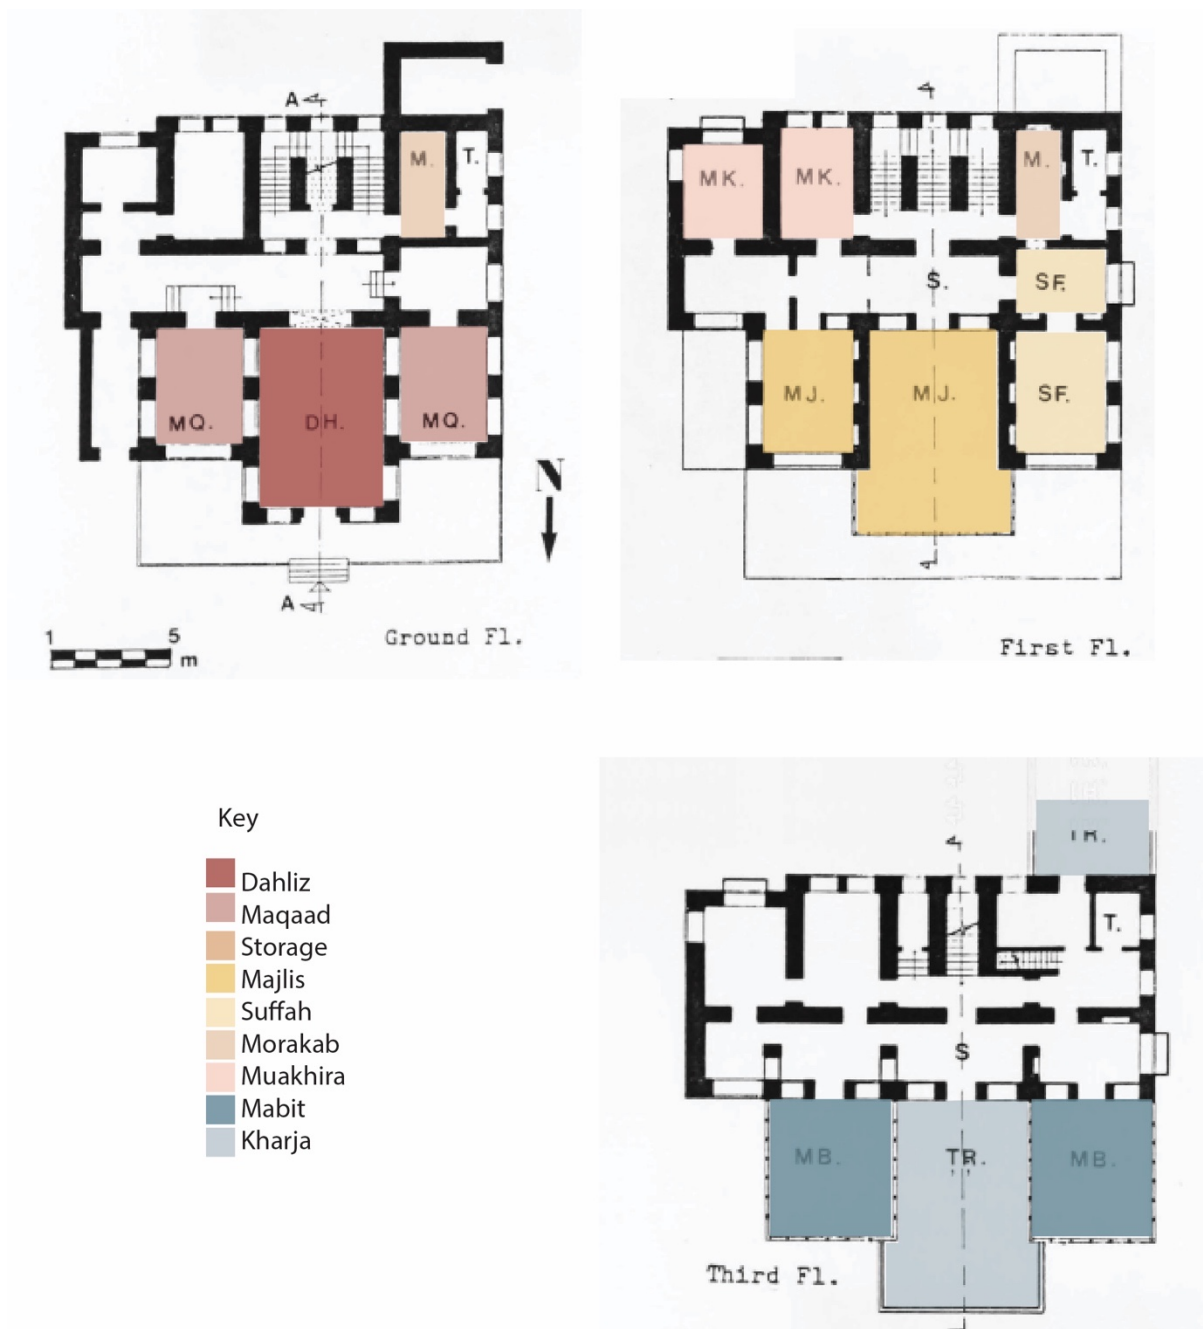 A
M.
T.
MQ.
DH.
MQ.
N
A
1 5
m
Ground Fl.
MK.
MK.
M.
T.
S.
SF.
MJ.
MJ.
SF.
First Fl.
Key
Dahliz
Maqaad
Storage
Majlis
Suffah
Morakab
Muakhira
Mabit
Kharja
TR.
T.
S
MB.
TR.
MB.
Third Fl.